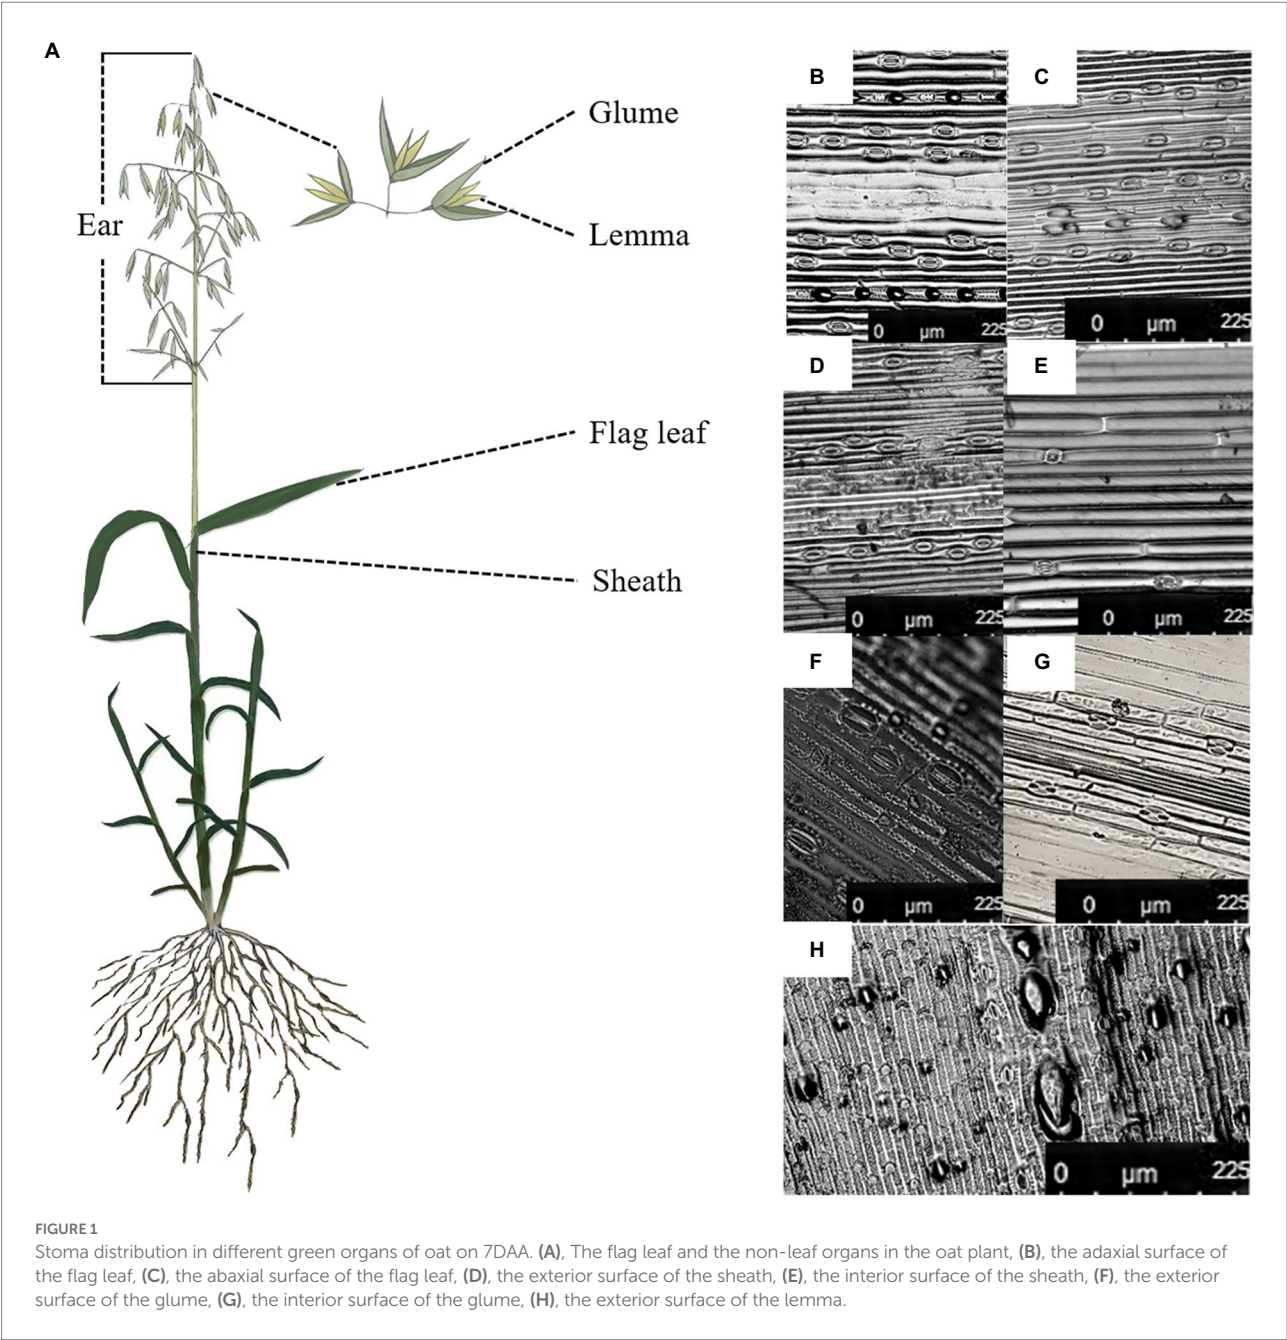 A
Ear
Glume
Lemma
Flag leaf
Sheath
B
0 μm 225
C
0 μm 225
D
0 μm 225
E
0 μm 225
F
0 μm 225
G
0 μm 225
H
0 μm 225
FIGURE 1
Stoma distribution in different green organs of oat on 7DAA. (A), The flag leaf and the non-leaf organs in the oat plant, (B), the adaxial surface of
the flag leaf, (C), the abaxial surface of the flag leaf, (D), the exterior surface of the sheath, (E), the interior surface of the sheath, (F), the exterior
surface of the glume, (G), the interior surface of the glume, (H), the exterior surface of the lemma.